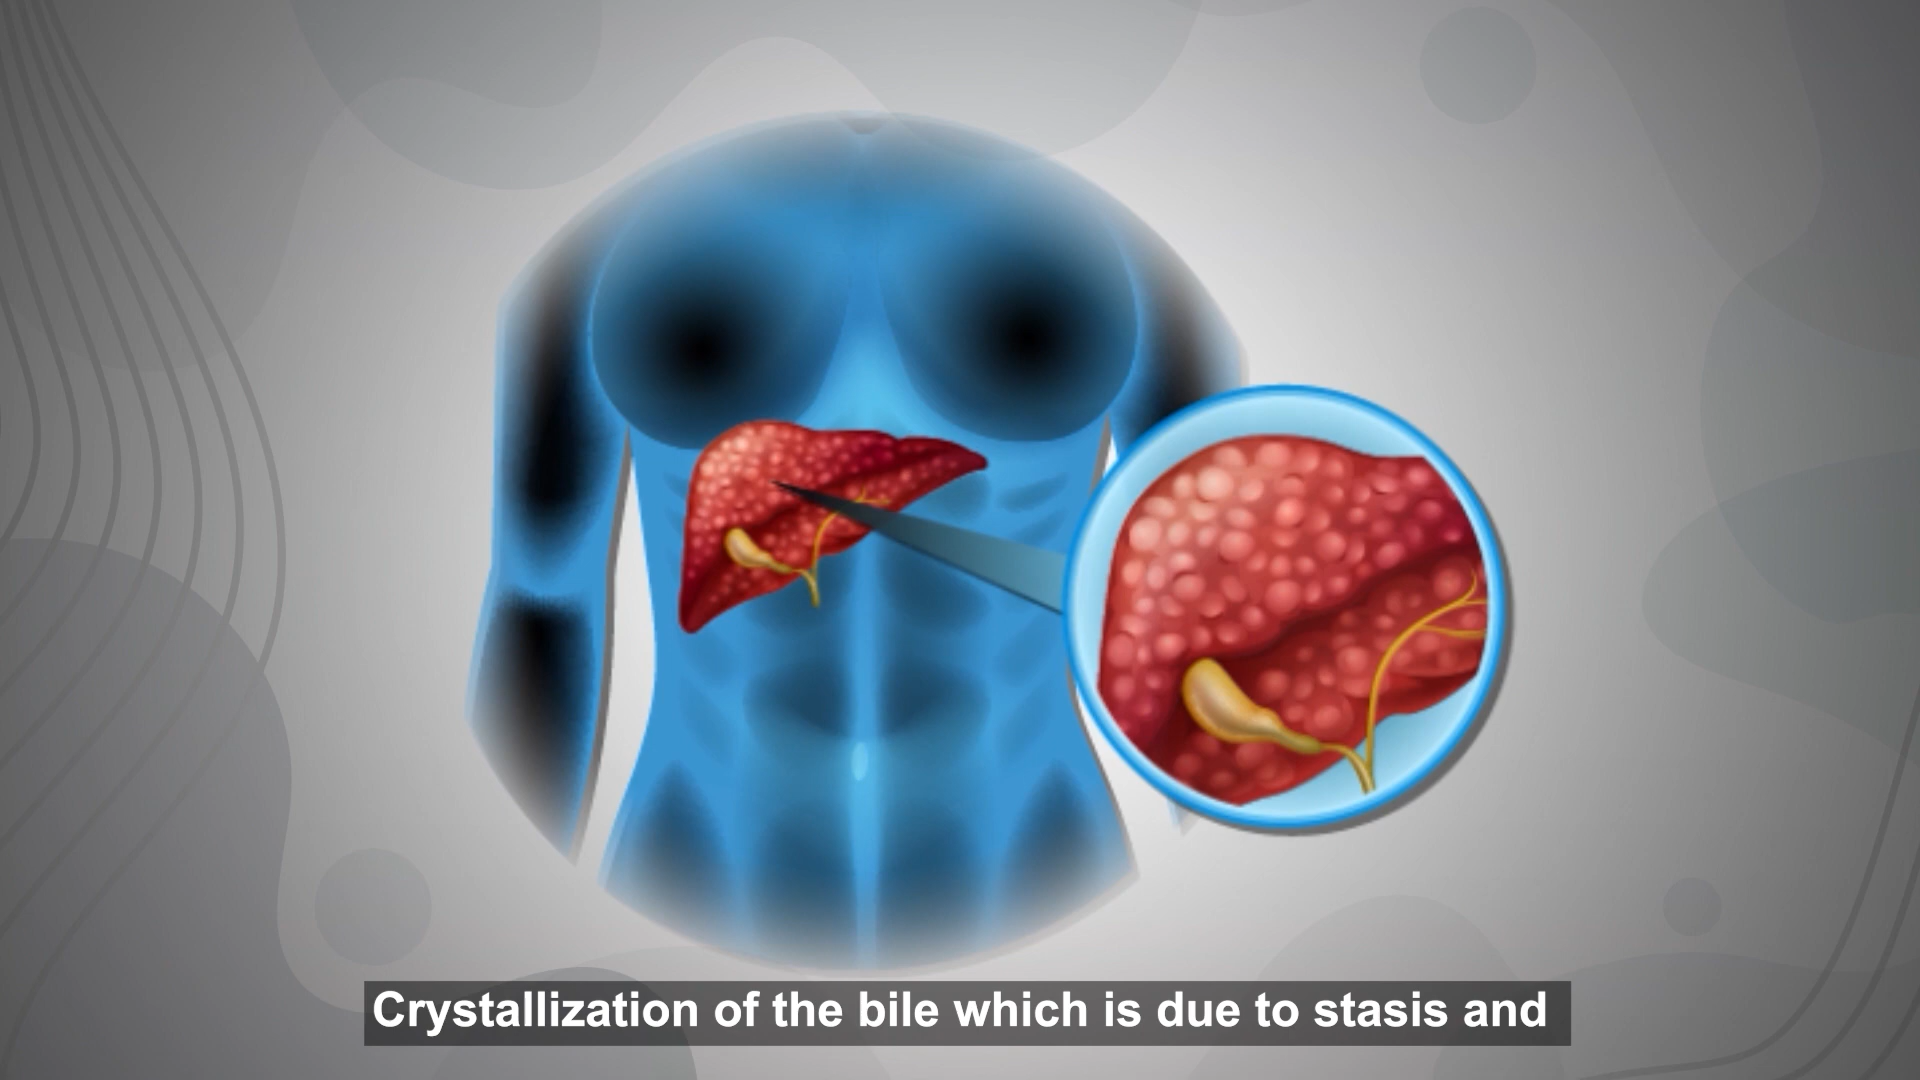 Crystallization of the bile which is due to stasis and